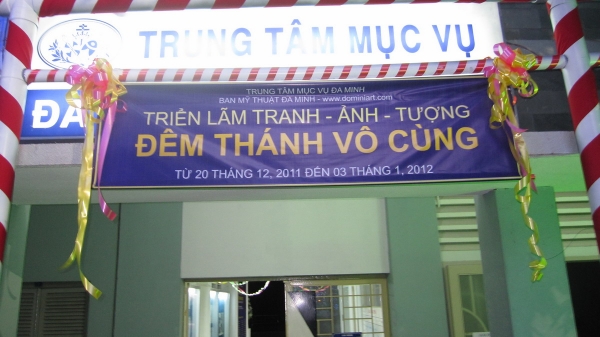 TRUNG TÂM MỤC VỤ
ĐA
TRUNG TÂM MỤC VỤ ĐA MINH
BAN MỸ THUẬT ĐA MINH - www.dominiart.com
TRIỂN LÃM TRANH - ẢNH - TƯỢNG
ĐÊM THÁNH VÔ CÙNG
TỪ 20 THÁNG 12, 2011 ĐẾN 03 THÁNG 1, 2012